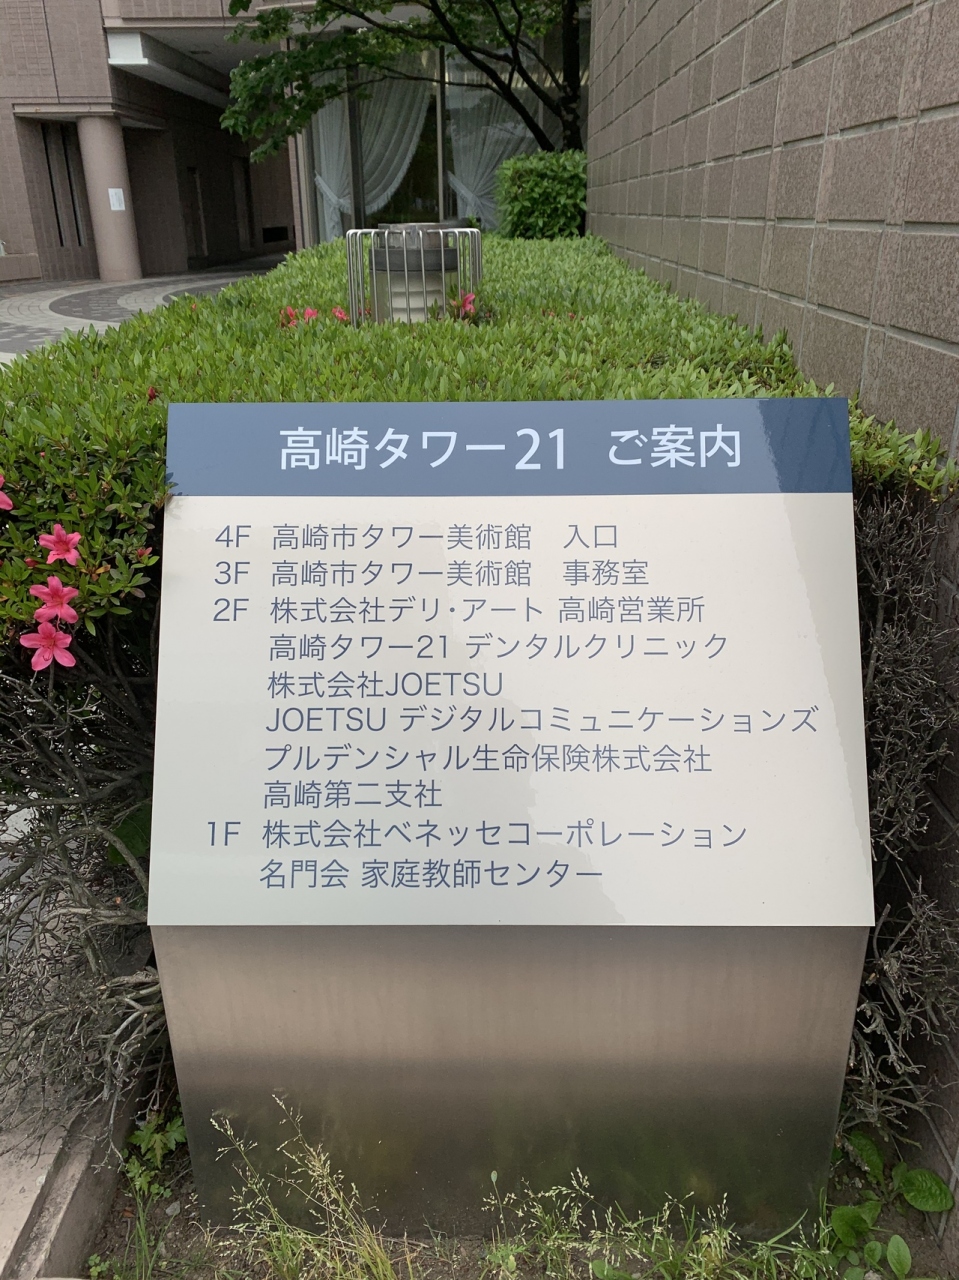 高崎タワー21 ご案内
4F 高崎市タワー美術館 入口
3F 高崎市タワー美術館 事務室
2F 株式会社デリ・アート 高崎営業所
高崎タワー21 デンタルクリニック
株式会社JOETSU
JOETSU デジタルコミュニケーションズ
プルデンシャル生命保険株式会社
高崎第二支社
1F 株式会社ベネッセコーポレーション
名門会 家庭教師センター